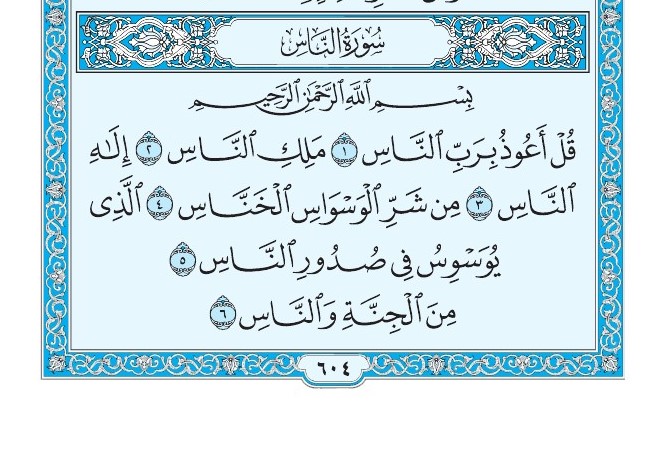 سُورَةُ النَّاسِ
بِسْمِ ٱللَّهِ ٱلرَّحْمَٰنِ ٱلرَّحِيمِ
قُلْ أَعُوذُ بِرَبِّ ٱلنَّاسِ ١ مَلِكِ ٱلنَّاسِ ٢ إِلَٰهِ
ٱلنَّاسِ ٣ مِن شَرِّ ٱلْوَسْوَاسِ ٱلْخَنَّاسِ ٤ ٱلَّذِى
يُوَسْوِسُ فِى صُدُورِ ٱلنَّاسِ ٥
مِنَ ٱلْجِنَّةِ وَٱلنَّاسِ ٦
٦٠٤